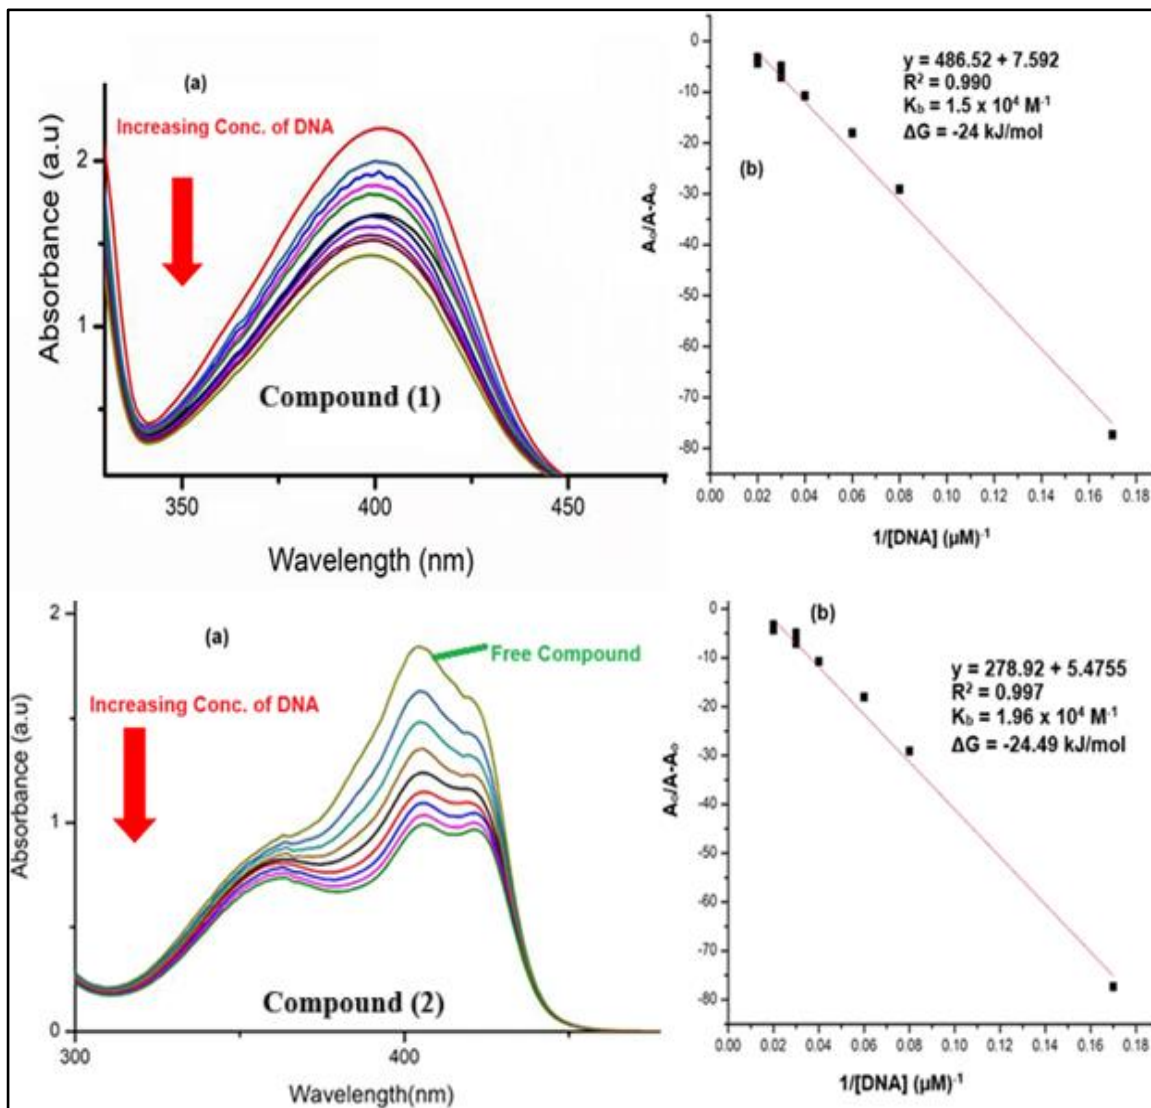 (a)
Increasing Conc. of DNA
2
1
Absorbance (a.u)
Compound (1)
350
400
450
Wavelength (nm)
0
-10
-20
-30
-40
-50
-60
-70
-80
Aₒ/A-Aₒ
y = 486.52 + 7.592
R² = 0.990
K_b = 1.5 x 10⁴ M⁻¹
ΔG = -24 kJ/mol
(b)
0.00 0.02 0.04 0.06 0.08 0.10 0.12 0.14 0.16 0.18
1/[DNA] (µM)⁻¹
2
1
0
Absorbance (a.u)
(a)
Free Compound
Increasing Conc. of DNA
Compound (2)
300
400
Wavelength(nm)
0
-10
-20
-30
-40
-50
-60
-70
-80
Aₒ/A-Aₒ
(b)
y = 278.92 + 5.4755
R² = 0.997
K_b = 1.96 x 10⁴ M⁻¹
ΔG = -24.49 kJ/mol
0.00 0.02 0.04 0.06 0.08 0.10 0.12 0.14 0.16 0.18
1/[DNA] (µM)⁻¹